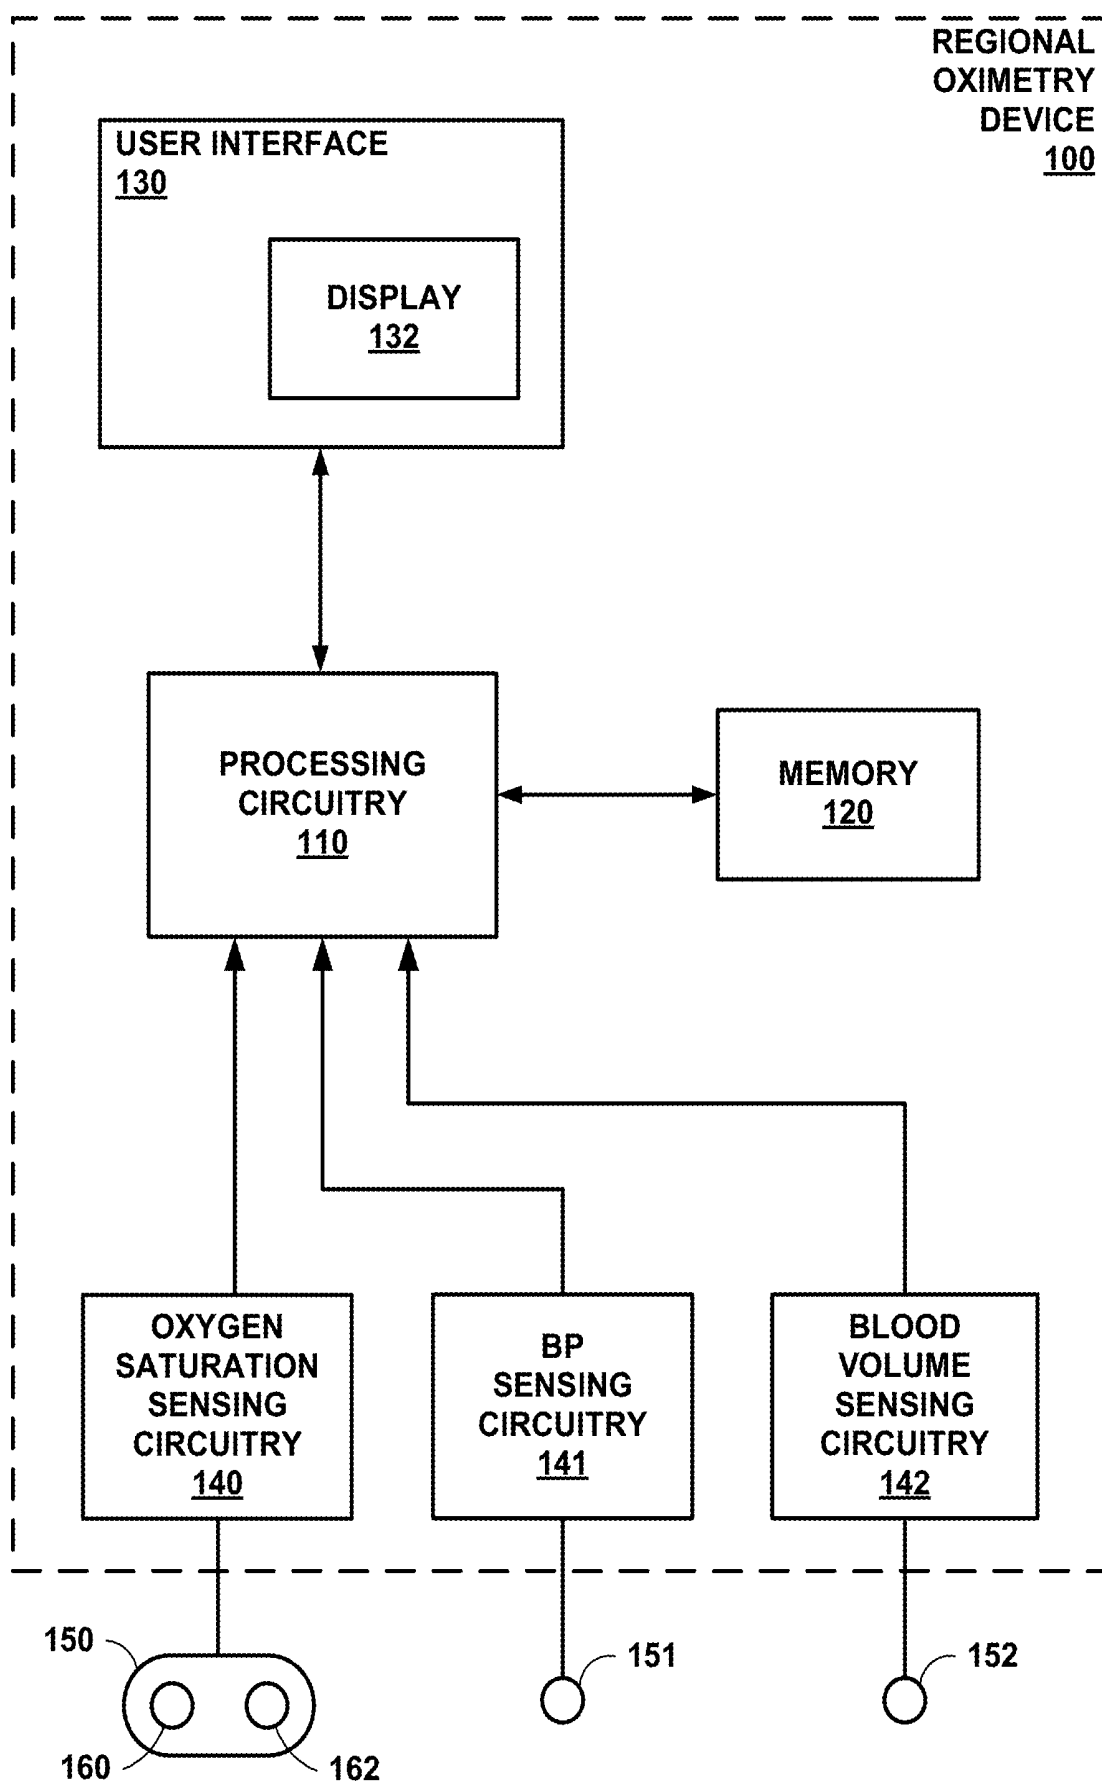 REGIONAL
OXIMETRY
DEVICE
100
USER INTERFACE
130
DISPLAY
132
PROCESSING
CIRCUITRY
110
MEMORY
120
OXYGEN
SATURATION
SENSING
CIRCUITRY
140
BP
SENSING
CIRCUITRY
141
BLOOD
VOLUME
SENSING
CIRCUITRY
142
150
151
152
160
162